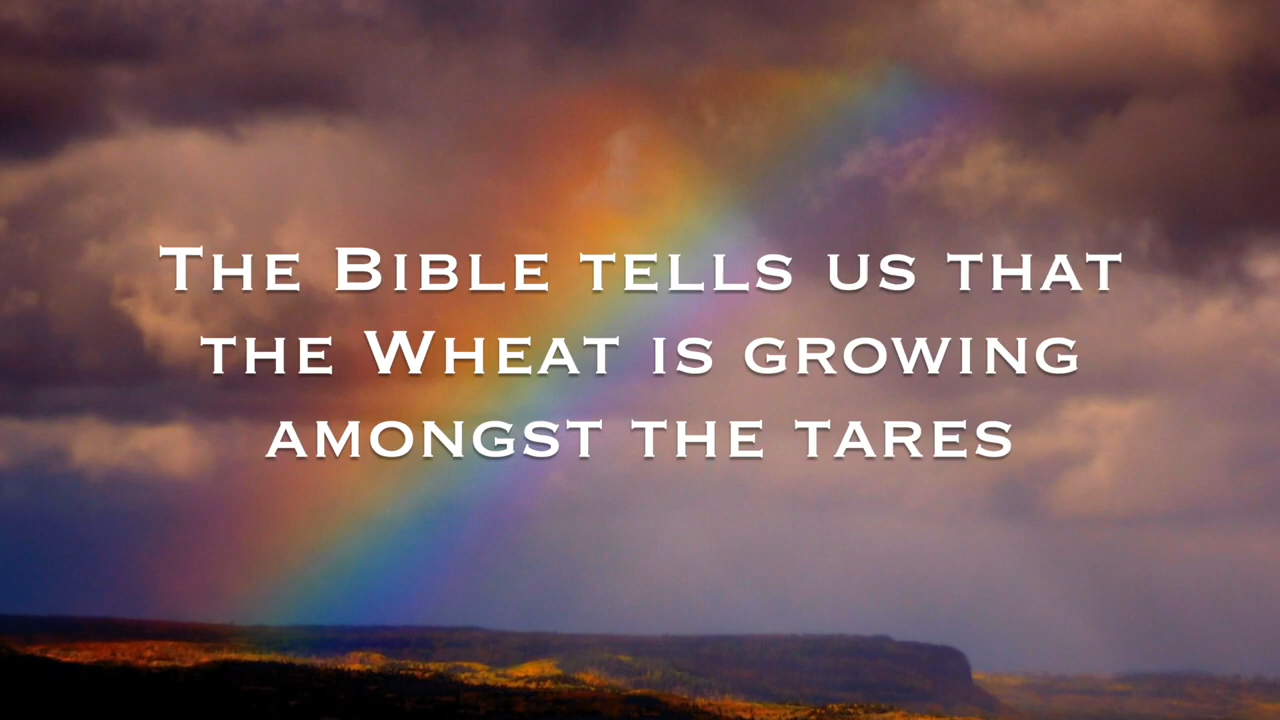 The Bible tells us that
the Wheat is growing
amongst the tares